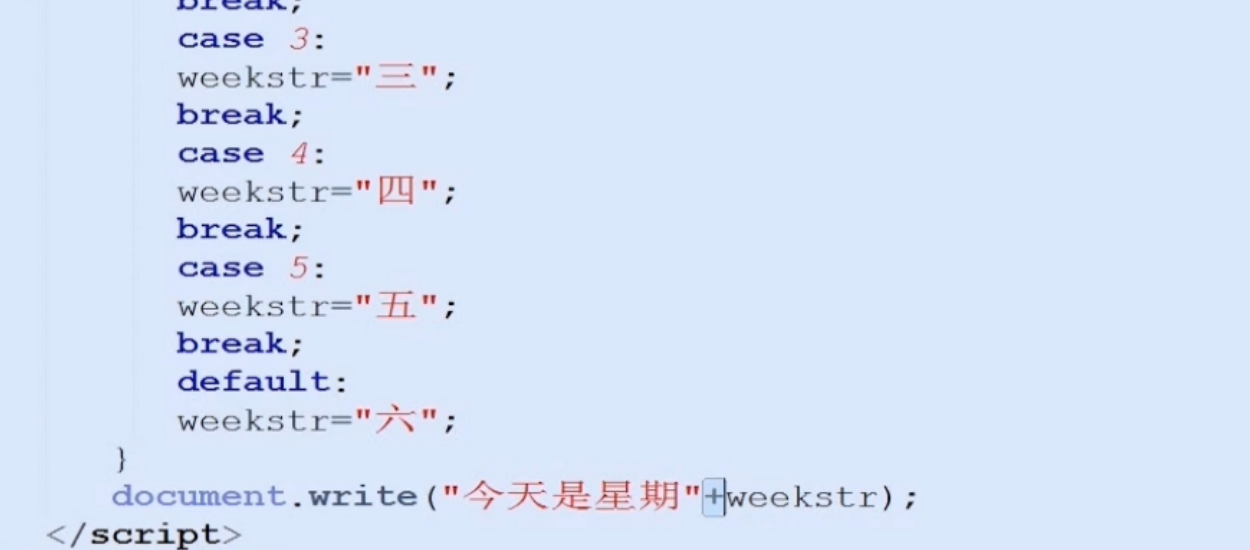 break;
case 3:
weekstr="三";
break;
case 4:
weekstr="四";
break;
case 5:
weekstr="五";
break;
default:
weekstr="六";
}
document.write("今天是星期"+weekstr);
</script>